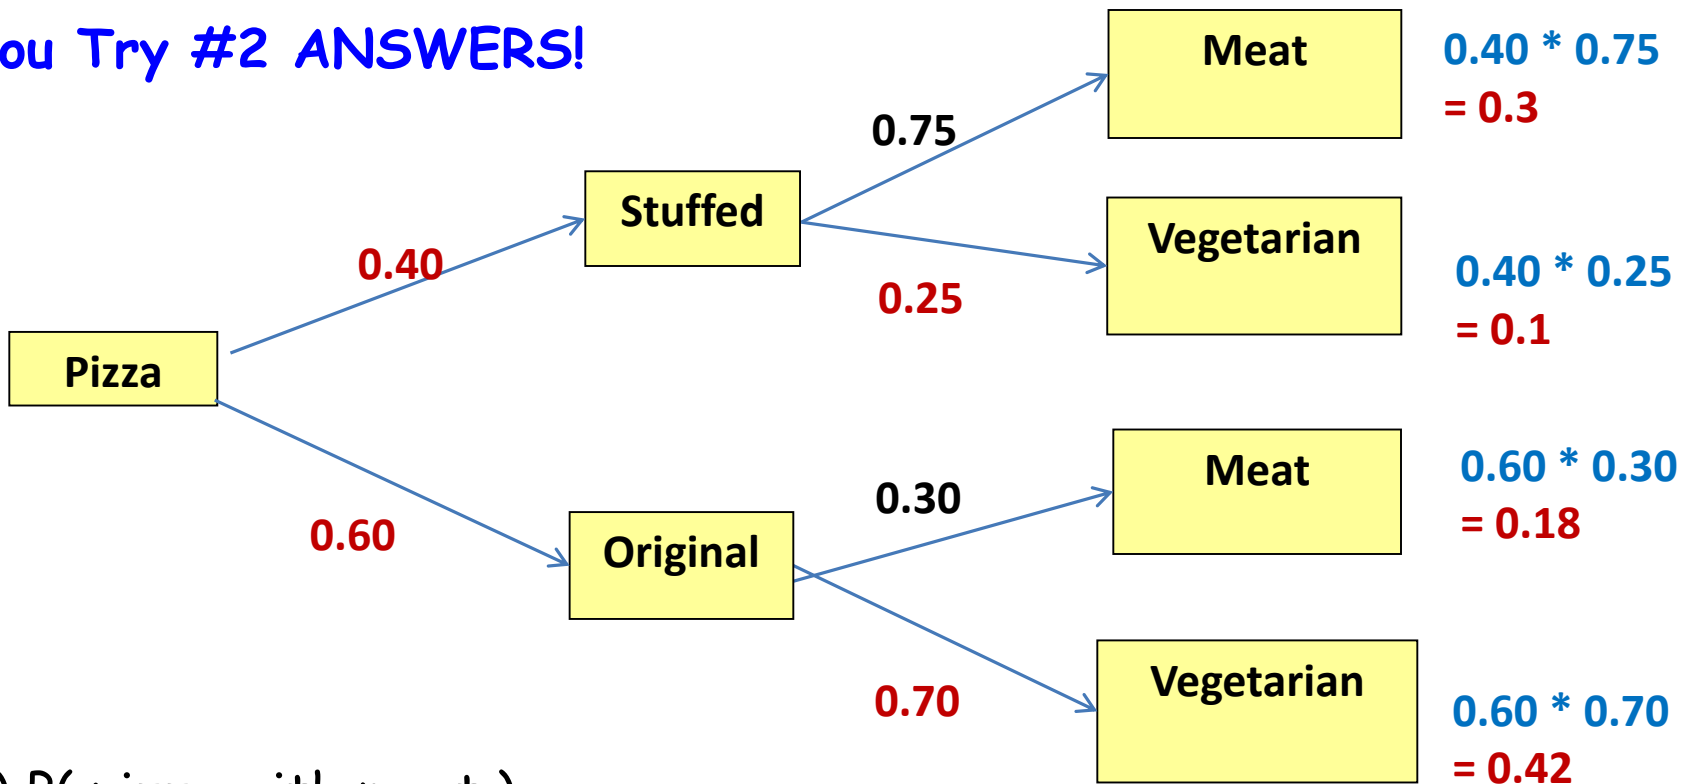 ou Try #2 ANSWERS!
Meat
0.40 * 0.75
= 0.3
0.75
Stuffed
Vegetarian
0.40
0.25
0.40 * 0.25
= 0.1
Pizza
Meat
0.60 * 0.30
= 0.18
0.30
0.60
Original
0.70
Vegetarian
0.60 * 0.70
= 0.42